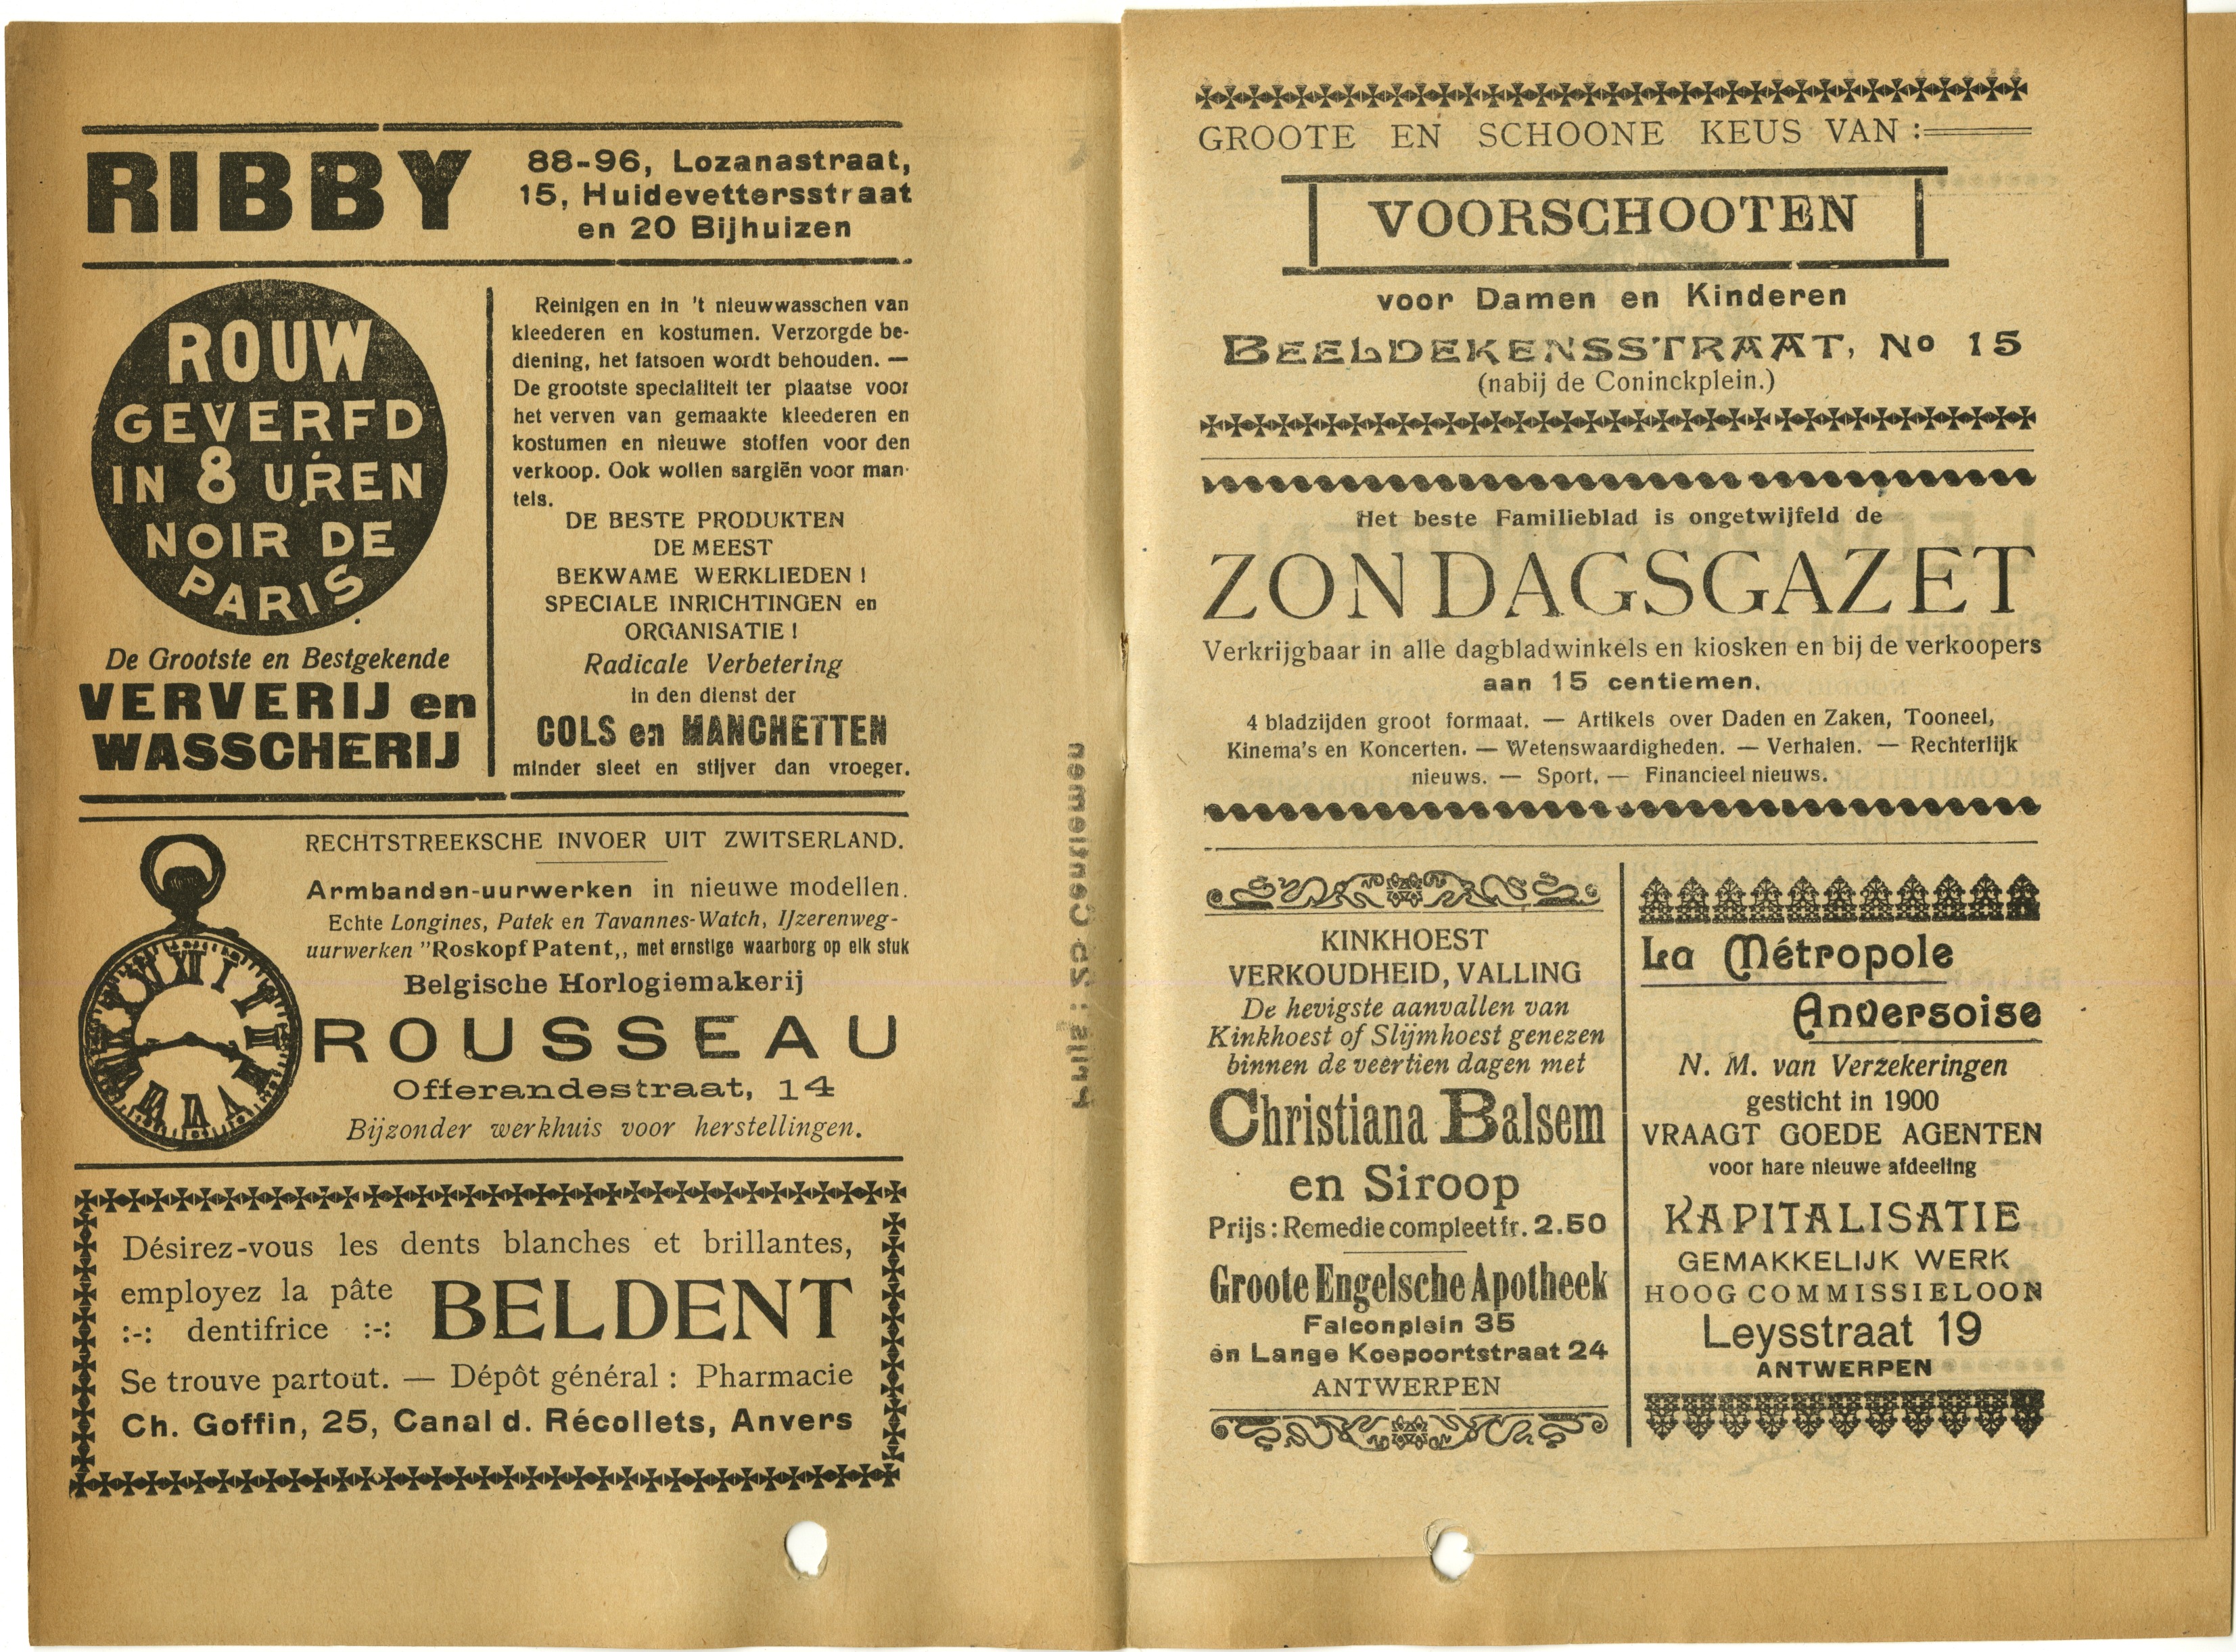 RIBBY
88-96, Lozanastraat,
15, Huidevettersstraat
en 20 Bijhuizen
ROUW
GEVERFD
IN 8 UREN
NOIR DE
PARIS
De Grootste en Bestgekende
VERVERIJ en
WASSCHERIJ
Reinigen en in 't nieuwwasschen van
kleederen en kostumen. Verzorgde be-
diening, het fatsoen wordt behouden. —
De grootste specialiteit ter plaatse voor
het verven van gemaakte kleederen en
kostumen en nieuwe stoffen voor den
verkoop. Ook wollen sargiën voor man-
tels.
DE BESTE PRODUKTEN
DE MEEST
BEKWAME WERKLIEDEN !
SPECIALE INRICHTINGEN en
ORGANISATIE !
Radicale Verbetering
in den dienst der
COLS en MANCHETTEN
minder sleet en stijver dan vroeger.
RECHTSTREEKSCHE INVOER UIT ZWITSERLAND.
Armbanden-uurwerken in nieuwe modellen.
Echte Longines, Patek en Tavannes-Watch, IJzerenweg-
uurwerken "Roskopf Patent,, met ernstige waarborg op elk stuk
Belgische Horlogiemakerij
ROUSSEAU
Offerandestraat, 14
Bijzonder werkhuis voor herstellingen.
Désirez-vous les dents blanches et brillantes,
employez la pâte
:-: dentifrice :-:
BELDENT
Se trouve partout. — Dépôt général : Pharmacie
Ch. Goffin, 25, Canal d. Récollets, Anvers
Prijs : 25 Centiemen
GROOTE EN SCHOONE KEUS VAN :
VOORSCHOOTEN
voor Damen en Kinderen
BEELDEKENSSTRAAT, No 15
(nabij de Coninckplein.)
Het beste Familieblad is ongetwijfeld de
ZONDAGSGAZET
Verkrijgbaar in alle dagbladwinkels en kiosken en bij de verkoopers
aan 15 centiemen.
4 bladzijden groot formaat. — Artikels over Daden en Zaken, Tooneel,
Kinema's en Koncerten. — Wetenswaardigheden. — Verhalen. — Rechterlijk
nieuws. — Sport. — Financieel nieuws.
KINKHOEST
VERKOUDHEID, VALLING
De hevigste aanvallen van
Kinkhoest of Slijmhoest genezen
binnen de veertien dagen met
Christiana Balsem
en Siroop
Prijs : Remedie compleet fr. 2.50
Groote Engelsche Apotheek
Falconplein 35
en Lange Koepoortstraat 24
ANTWERPEN
La Métropole
Anversoise
N. M. van Verzekeringen
gesticht in 1900
VRAAGT GOEDE AGENTEN
voor hare nieuwe afdeeling
KAPITALISATIE
GEMAKKELIJK WERK
HOOG COMMISSIELOON
Leysstraat 19
ANTWERPEN